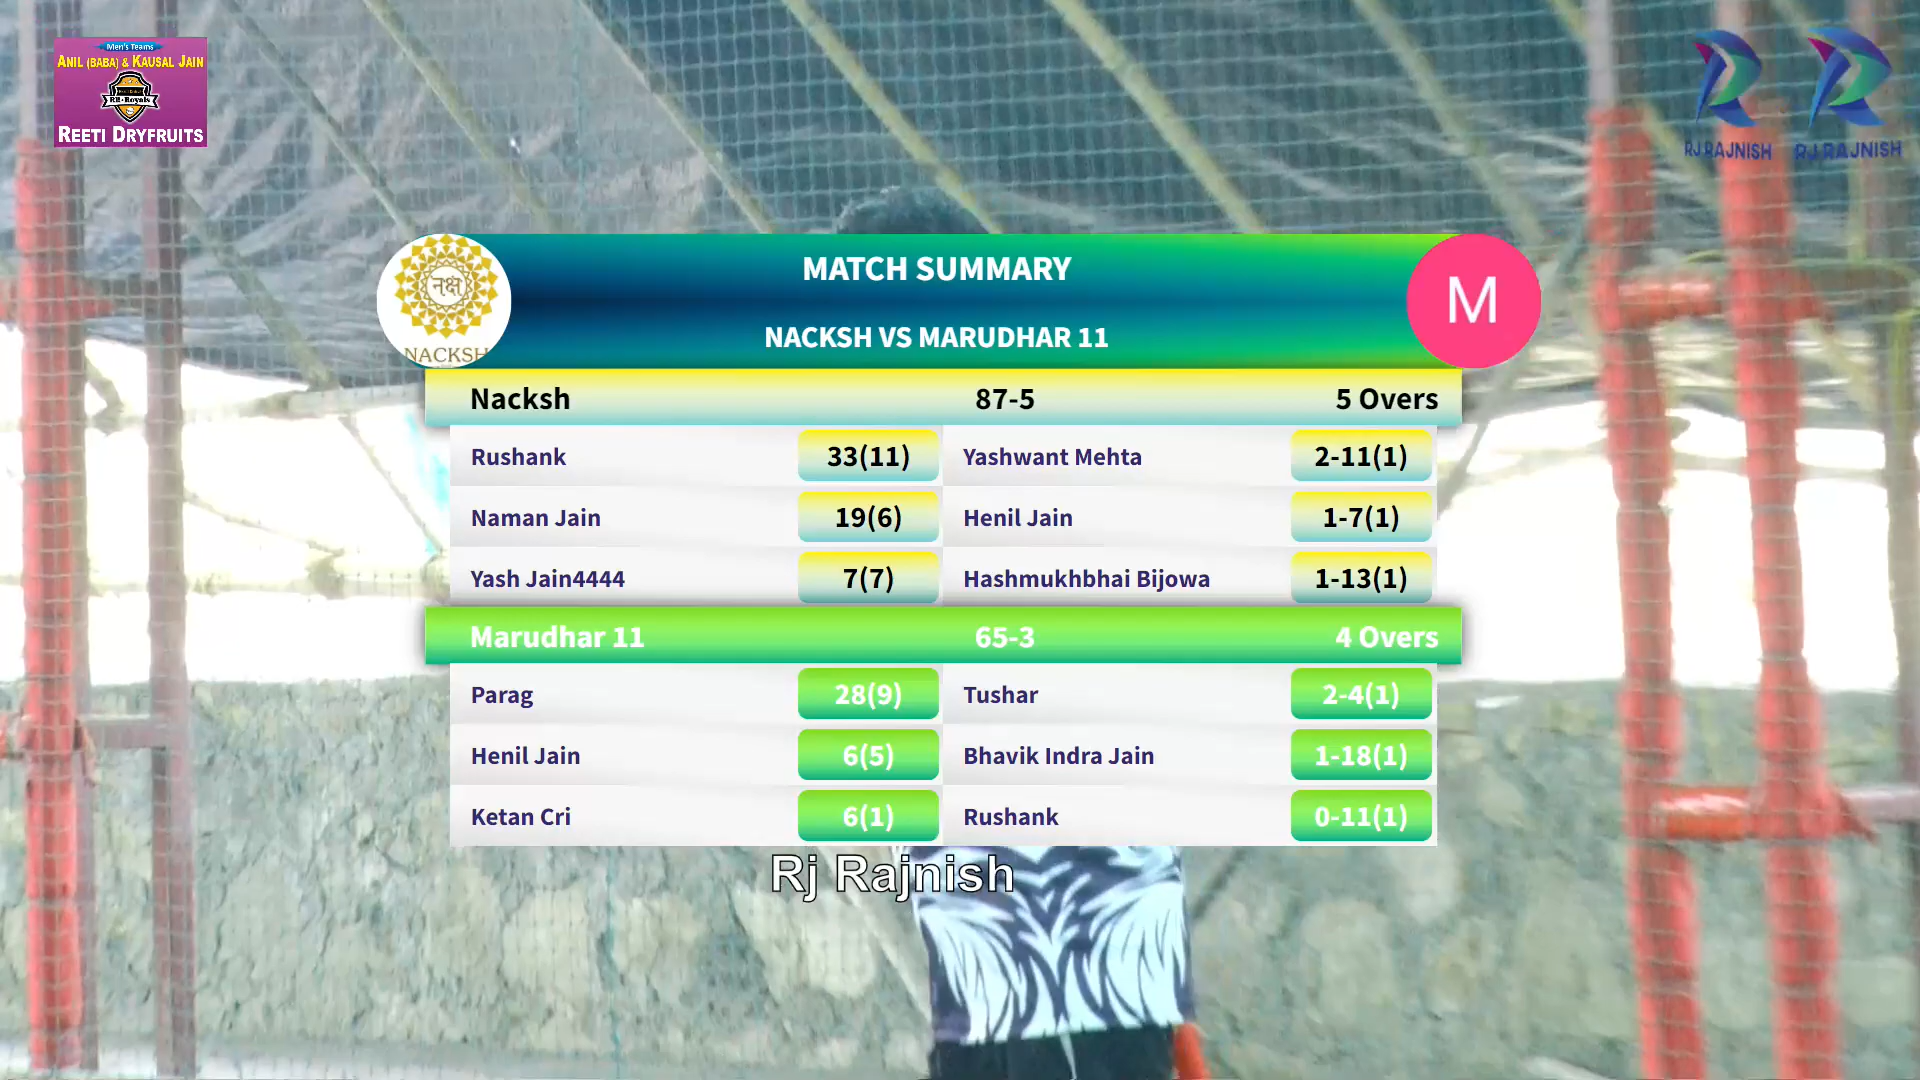 Men's Teams
ANIL (BABA) & KAUSAL JAIN
RR-Royals
REETI DRYFRUITS
RJ RAJNISH
RJ RAJNISH
नक्ष
NACKSH
MATCH SUMMARY
NACKSH VS MARUDHAR 11
M
Nacksh 87-5 5 Overs
Rushank 33(11) Yashwant Mehta 2-11(1)
Naman Jain 19(6) Henil Jain 1-7(1)
Yash Jain4444 7(7) Hashmukhbhai Bijowa 1-13(1)
Marudhar 11 65-3 4 Overs
Parag 28(9) Tushar 2-4(1)
Henil Jain 6(5) Bhavik Indra Jain 1-18(1)
Ketan Cri 6(1) Rushank 0-11(1)
Rj Rajnish